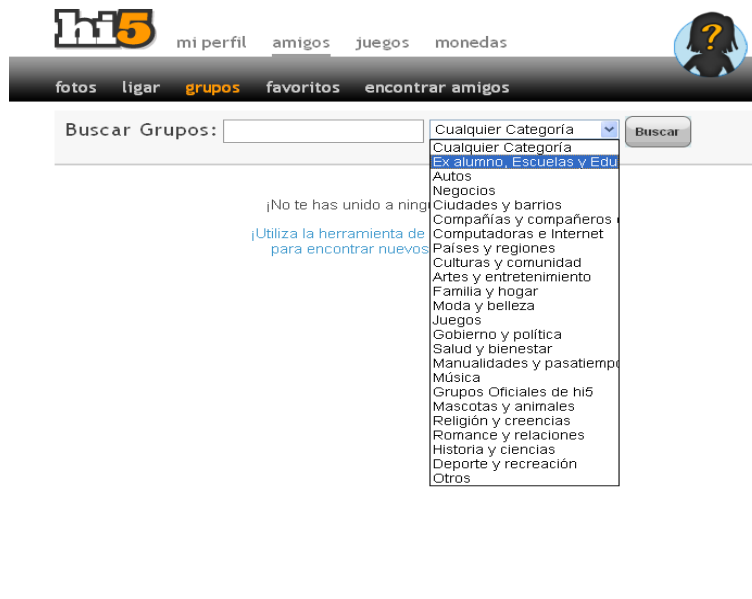 hi5
mi perfil amigos juegos monedas
?
fotos ligar grupos favoritos encontrar amigos
Buscar Grupos: Cualquier Categoría Buscar
Cualquier Categoría
Ex alumno, Escuelas y Edu
Autos
Negocios
¡No te has unido a ning Ciudades y barrios
Compañías y compañeros
¡Utiliza la herramienta de Computadoras e Internet
para encontrar nuevos Países y regiones
Culturas y comunidad
Artes y entretenimiento
Familia y hogar
Moda y belleza
Juegos
Gobierno y política
Salud y bienestar
Manualidades y pasatiemp
Música
Grupos Oficiales de hi5
Mascotas y animales
Religión y creencias
Romance y relaciones
Historia y ciencias
Deporte y recreación
Otros